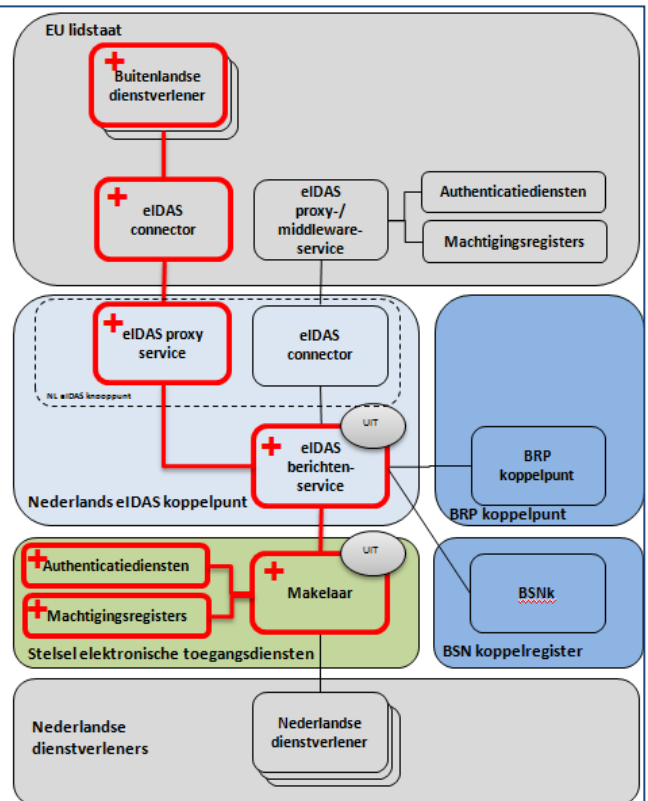 EU lidstaat
Buitenlandse
dienstverlener
eIDAS
connector
eIDAS
proxy-/
middleware-
service
Authenticatiediensten
Machtigingsregisters
eIDAS proxy
service
eIDAS
connector
NL eIDAS knooppunt
UIT
eIDAS
berichten-
service
Nederlands eIDAS koppelpunt
BRP
koppelpunt
BRP koppelpunt
Authenticatiediensten
Machtigingsregisters
UIT
Makelaar
Stelsel elektronische toegangsdiensten
BSNk
BSN koppelregister
Nederlandse
dienstverleners
Nederlandse
dienstverlener